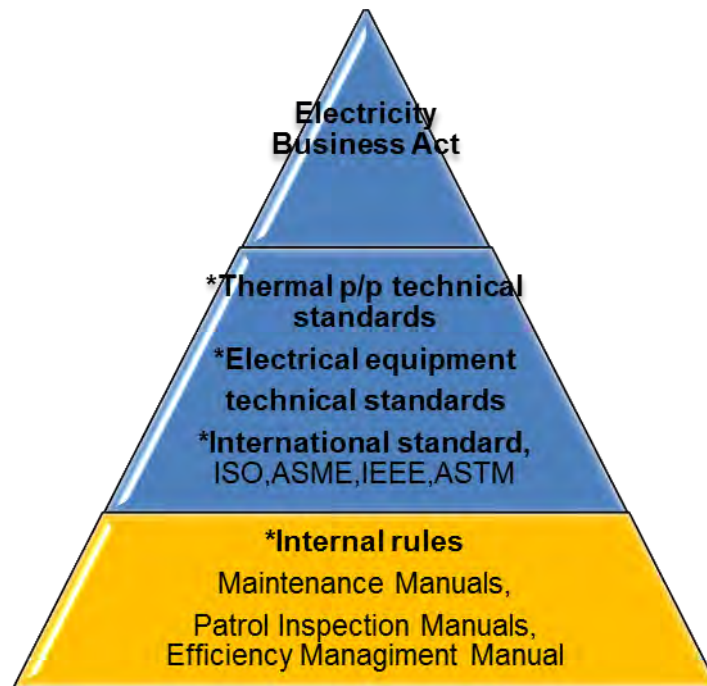 Electricity
Business Act
*Thermal p/p technical
standards
*Electrical equipment
technical standards
*International standard,
ISO,ASME,IEEE,ASTM
*Internal rules
Maintenance Manuals,
Patrol Inspection Manuals,
Efficiency Managiment Manual